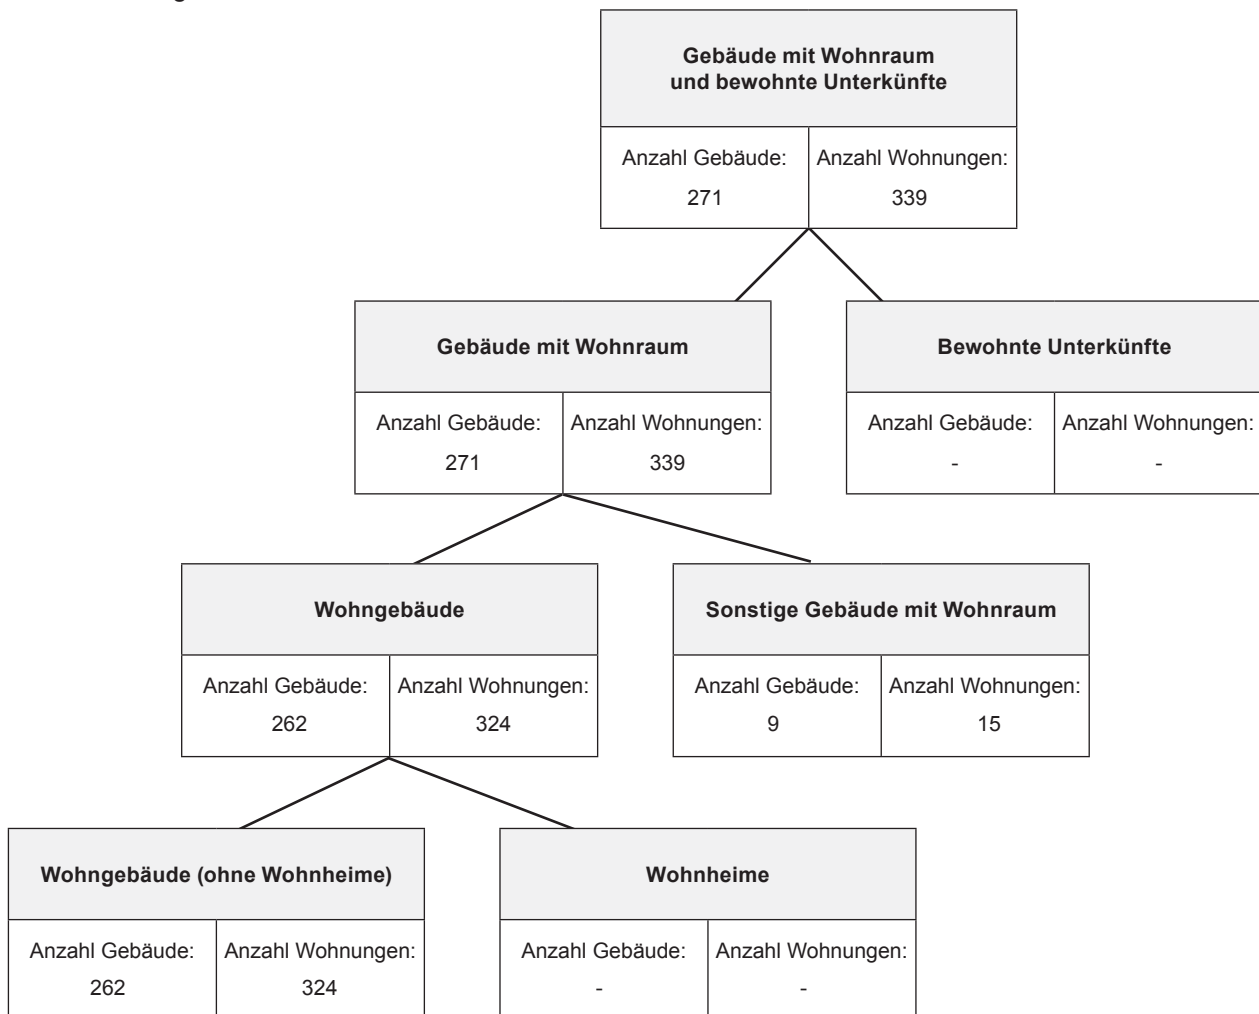 Gebäude mit Wohnraum
und bewohnte Unterkünfte
Anzahl Gebäude: Anzahl Wohnungen:
271 339
Gebäude mit Wohnraum Bewohnte Unterkünfte
Anzahl Gebäude: Anzahl Wohnungen: Anzahl Gebäude: Anzahl Wohnungen:
271 339 - -
Wohngebäude Sonstige Gebäude mit Wohnraum
Anzahl Gebäude: Anzahl Wohnungen: Anzahl Gebäude: Anzahl Wohnungen:
262 324 9 15
Wohngebäude (ohne Wohnheime) Wohnheime
Anzahl Gebäude: Anzahl Wohnungen: Anzahl Gebäude: Anzahl Wohnungen:
262 324 - -